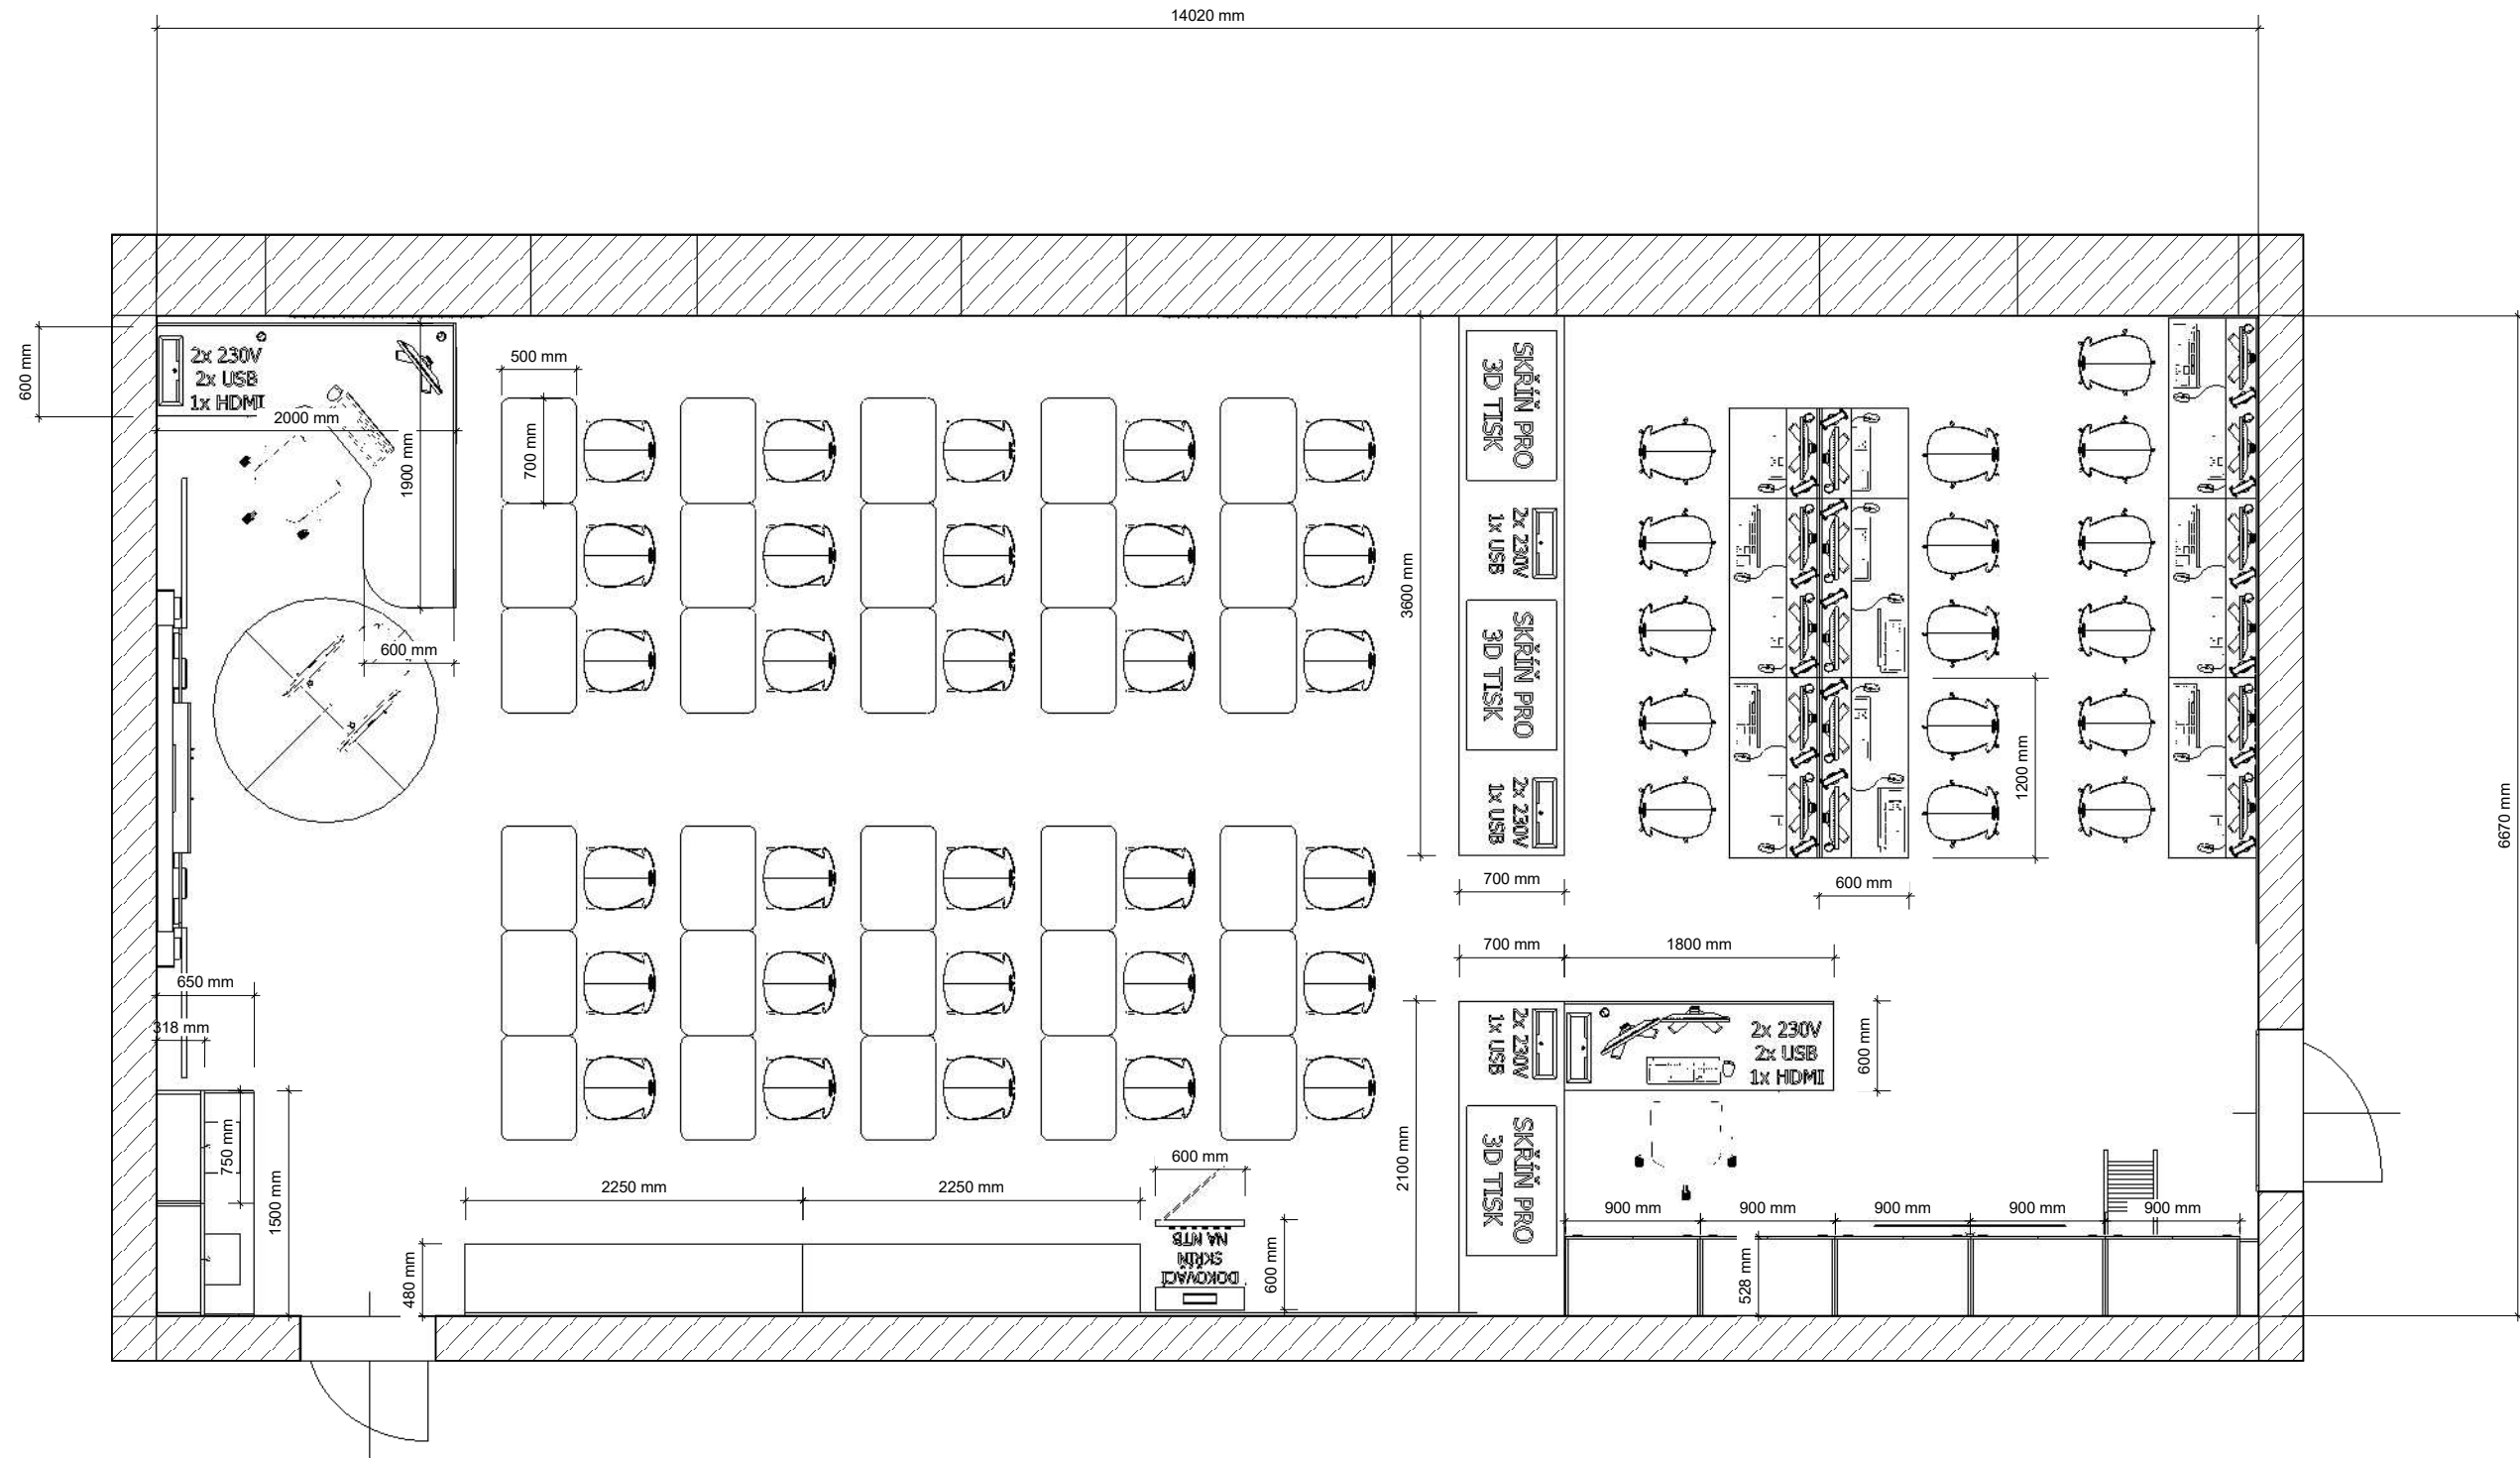 14020 mm
600 mm
2x 230V
2x USB
1x HDMI
2000 mm
1900 mm
600 mm
500 mm
700 mm
3600 mm
SKŘÍŇ PRO
3D TISK
2x 230V
1x USB
SKŘÍŇ PRO
3D TISK
2x 230V
1x USB
700 mm
1200 mm
600 mm
6670 mm
700 mm
1800 mm
2x 230V
1x USB
2x 230V
2x USB
1x HDMI
600 mm
SKŘÍŇ PRO
3D TISK
2100 mm
650 mm
318 mm
750 mm
1500 mm
480 mm
2250 mm
2250 mm
600 mm
DOKOVACÍ
SKŘÍŇ
NA NTB
600 mm
900 mm
900 mm
900 mm
900 mm
900 mm
528 mm